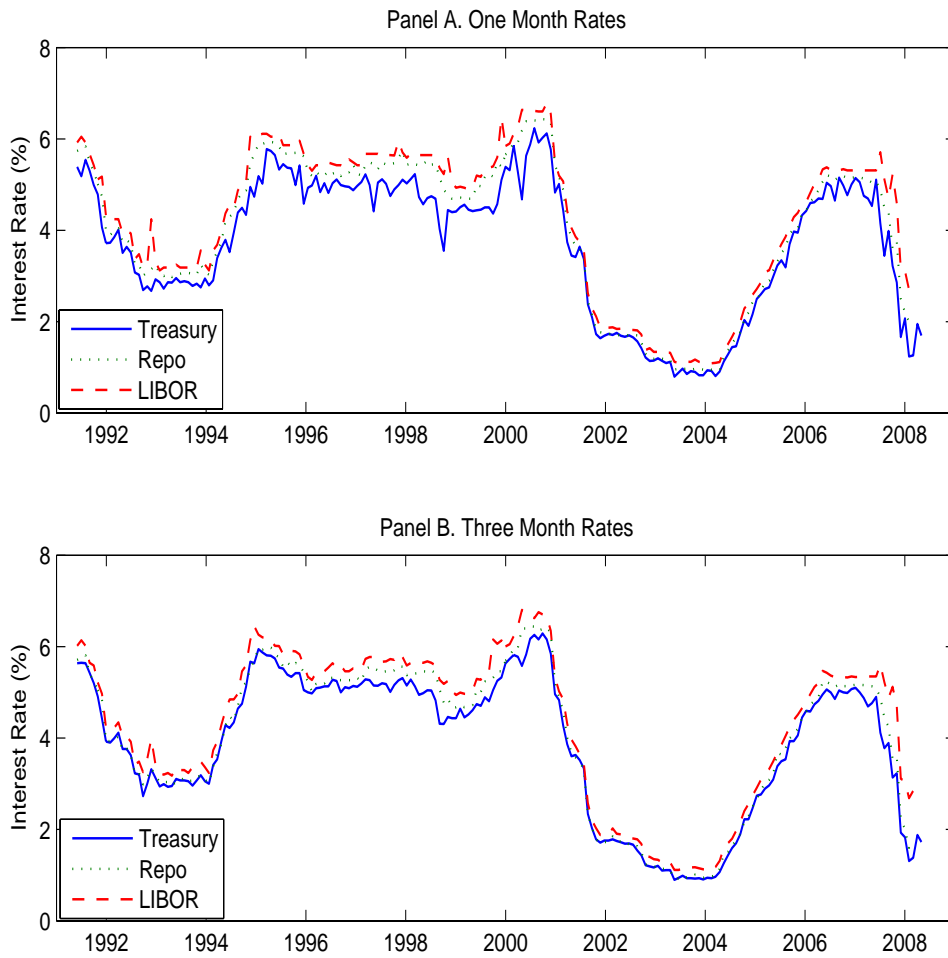 Panel A. One Month Rates
Interest Rate (%)
8
6
4
2
0
Treasury
Repo
LIBOR
1992 1994 1996 1998 2000 2002 2004 2006 2008
Panel B. Three Month Rates
Interest Rate (%)
8
6
4
2
0
Treasury
Repo
LIBOR
1992 1994 1996 1998 2000 2002 2004 2006 2008